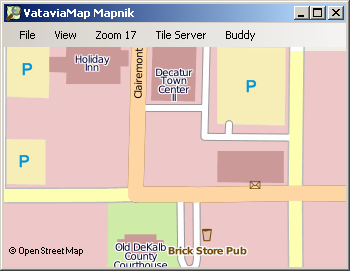 VataviaMap Mapnik
File View Zoom 17 Tile Server Buddy
P
Holiday
Inn
Clairemont
Decatur
Town
Center
II
P
P
Old DeKalb
County
Courthouse
Brick Store Pub
© OpenStreetMap